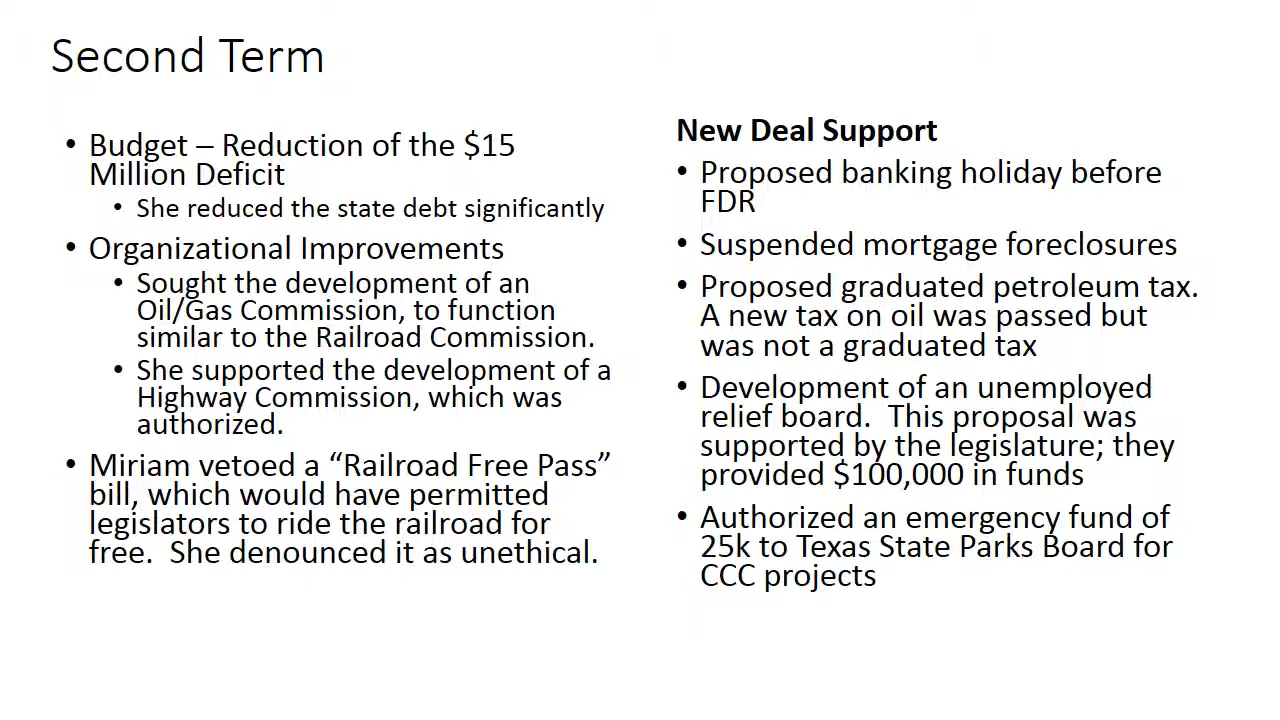 Second Term
• Budget – Reduction of the $15
Million Deficit
• She reduced the state debt significantly
• Organizational Improvements
• Sought the development of an
Oil/Gas Commission, to function
similar to the Railroad Commission.
• She supported the development of a
Highway Commission, which was
authorized.
• Miriam vetoed a “Railroad Free Pass”
bill, which would have permitted
legislators to ride the railroad for
free.  She denounced it as unethical.
New Deal Support
• Proposed banking holiday before
FDR
• Suspended mortgage foreclosures
• Proposed graduated petroleum tax.
A new tax on oil was passed but
was not a graduated tax
• Development of an unemployed
relief board.  This proposal was
supported by the legislature; they
provided $100,000 in funds
• Authorized an emergency fund of
25k to Texas State Parks Board for
CCC projects